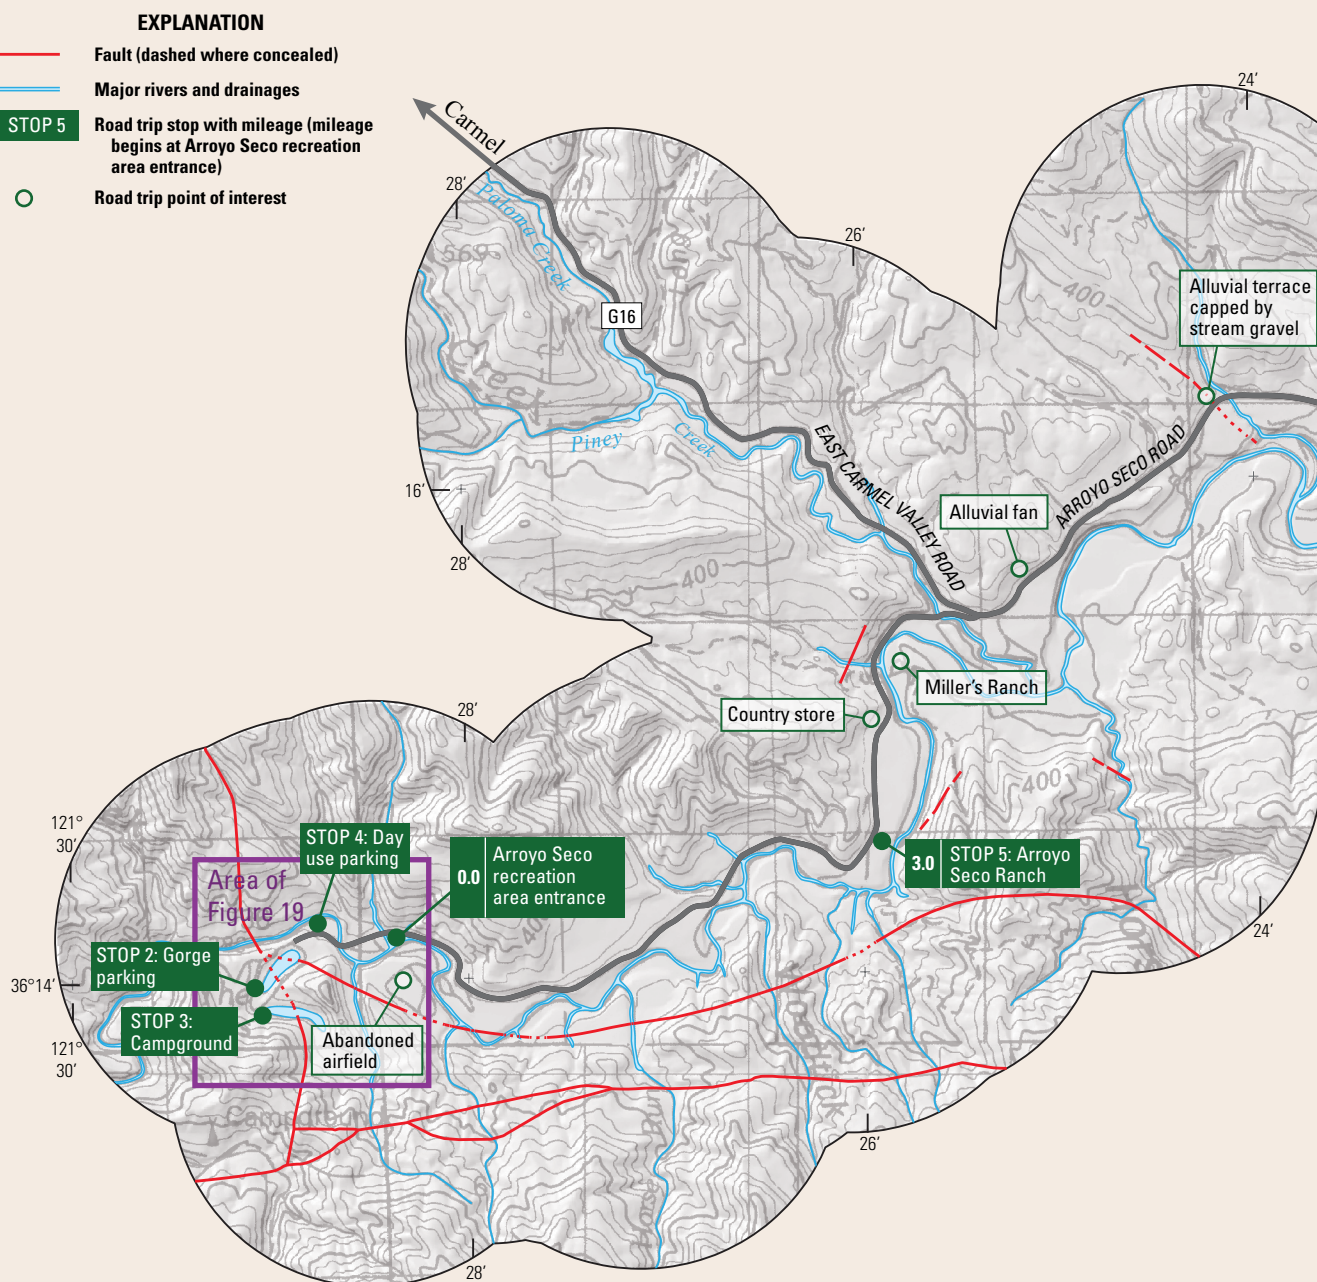 EXPLANATION
Fault (dashed where concealed)
Major rivers and drainages
STOP 5
Road trip stop with mileage (mileage
begins at Arroyo Seco recreation
area entrance)
Road trip point of interest
Carmel
24'
28'
Paloma Creek
26'
569
400
Alluvial terrace
capped by
stream gravel
G16
Creek
Piney
Creek
EAST CARMEL VALLEY ROAD
ARROYO SECO ROAD
16'
Alluvial fan
28'
400
Miller's Ranch
Country store
28'
400
121°
30'
STOP 4: Day
use parking
0.0
Arroyo Seco
recreation
area entrance
3.0
STOP 5: Arroyo
Seco Ranch
Area of
Figure 19
24'
STOP 2: Gorge
parking
36°14'
STOP 3:
Campground
Abandoned
airfield
121°
30'
400
Campground
26'
28'